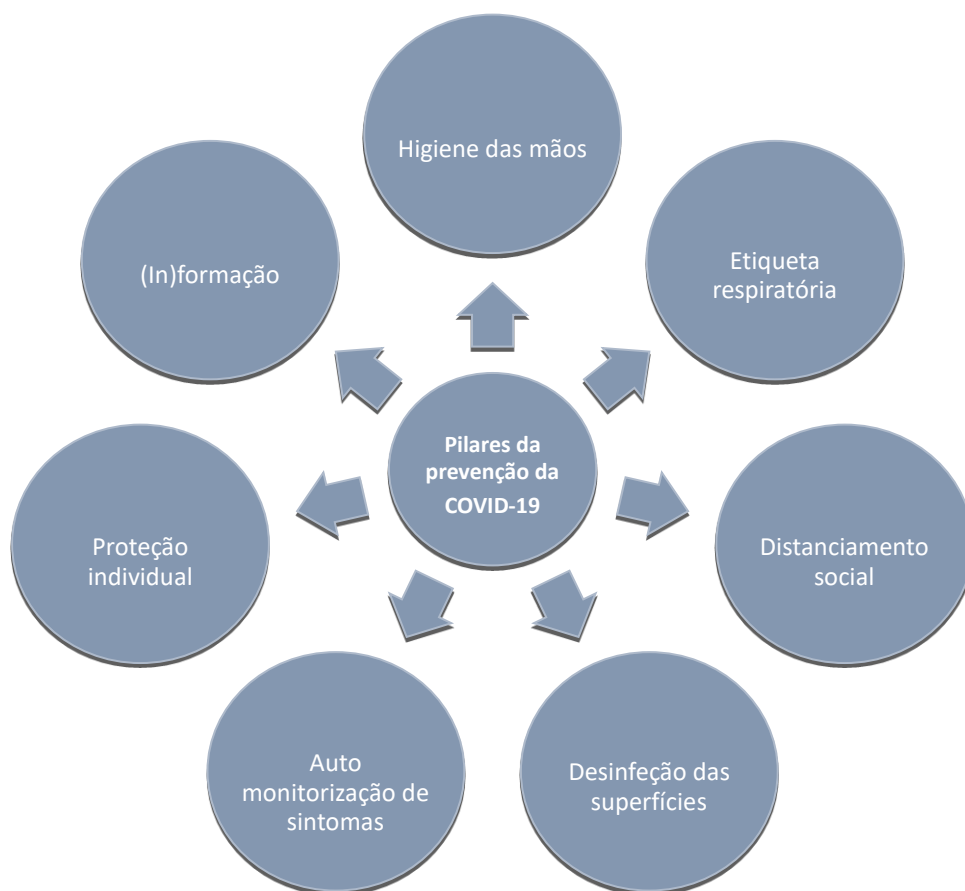 Higiene das mãos
(In)formação
Etiqueta
respiratória
Pilares da
prevenção da
COVID-19
Proteção
individual
Distanciamento
social
Auto
monitorização de
sintomas
Desinfeção das
superfícies